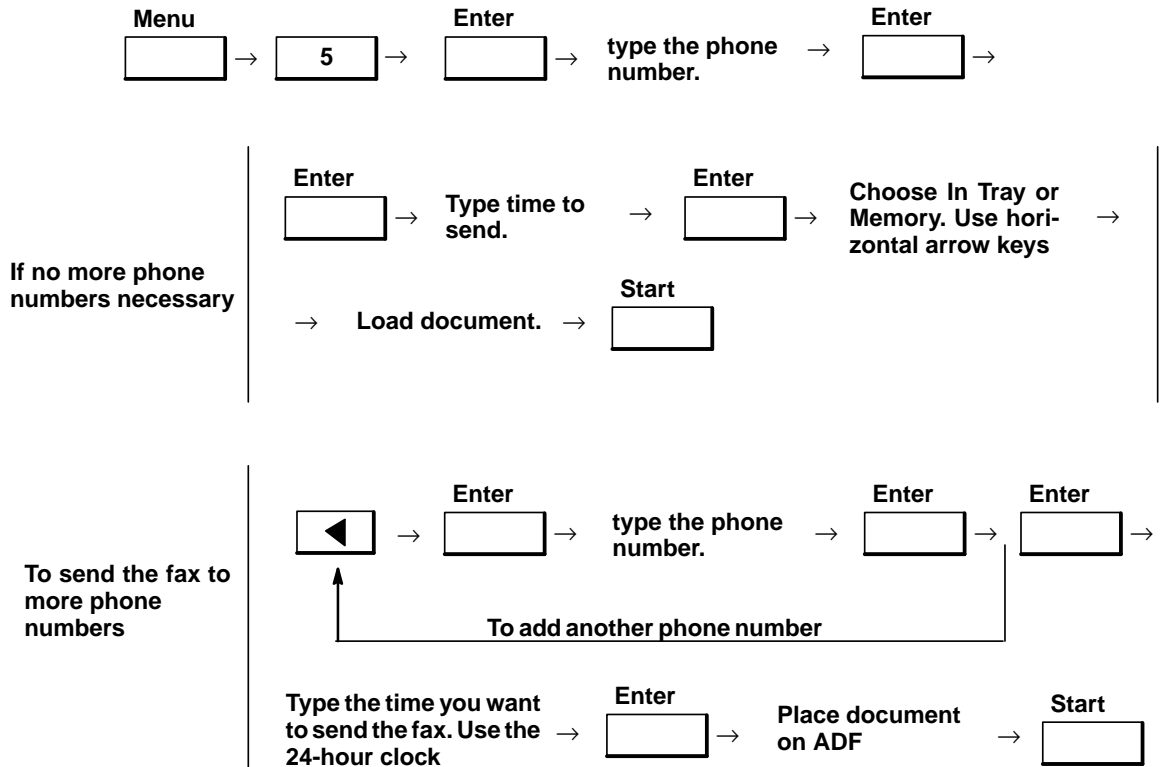 Menu
Enter
Enter
5
type the phone
number.
If no more phone
numbers necessary
Enter
Type time to
send.
Enter
Choose In Tray or
Memory. Use hori-
zontal arrow keys
Load document.
Start
To send the fax to
more phone
numbers
Enter
type the phone
number.
Enter
Enter
To add another phone number
Type the time you want
to send the fax. Use the
24-hour clock
Enter
Place document
on ADF
Start